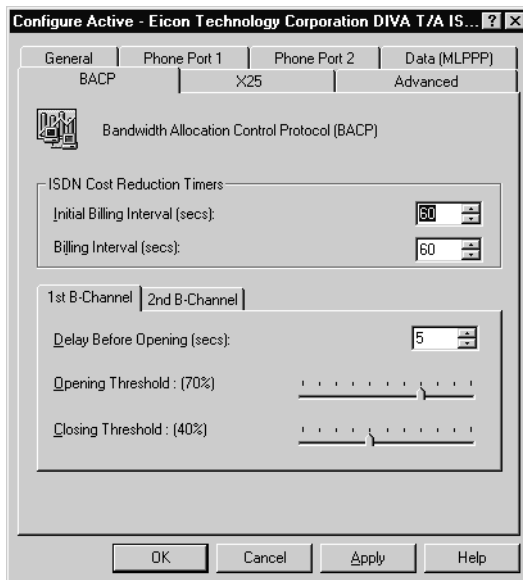 Configure Active - Eicon Technology Corporation DIVA T/A IS... ? ×
General Phone Port 1 Phone Port 2 Data (MLPPP)
BACP X25 Advanced
Bandwidth Allocation Control Protocol (BACP)
ISDN Cost Reduction Timers
Initial Billing Interval (secs): 60
Billing Interval (secs): 60
1st B-Channel 2nd B-Channel
Delay Before Opening (secs): 5
Opening Threshold : (70%)
Closing Threshold : (40%)
OK Cancel Apply Help